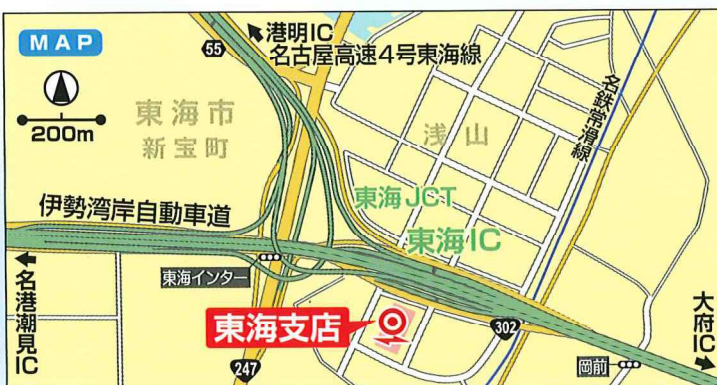 MAP
200m
55
港明IC
名古屋高速4号東海線
東海市
新宝町
浅山
名鉄常滑線
東海JCT
東海IC
伊勢湾岸自動車道
東海インター
名港潮見IC
東海支店
302
247
大府IC
岡前